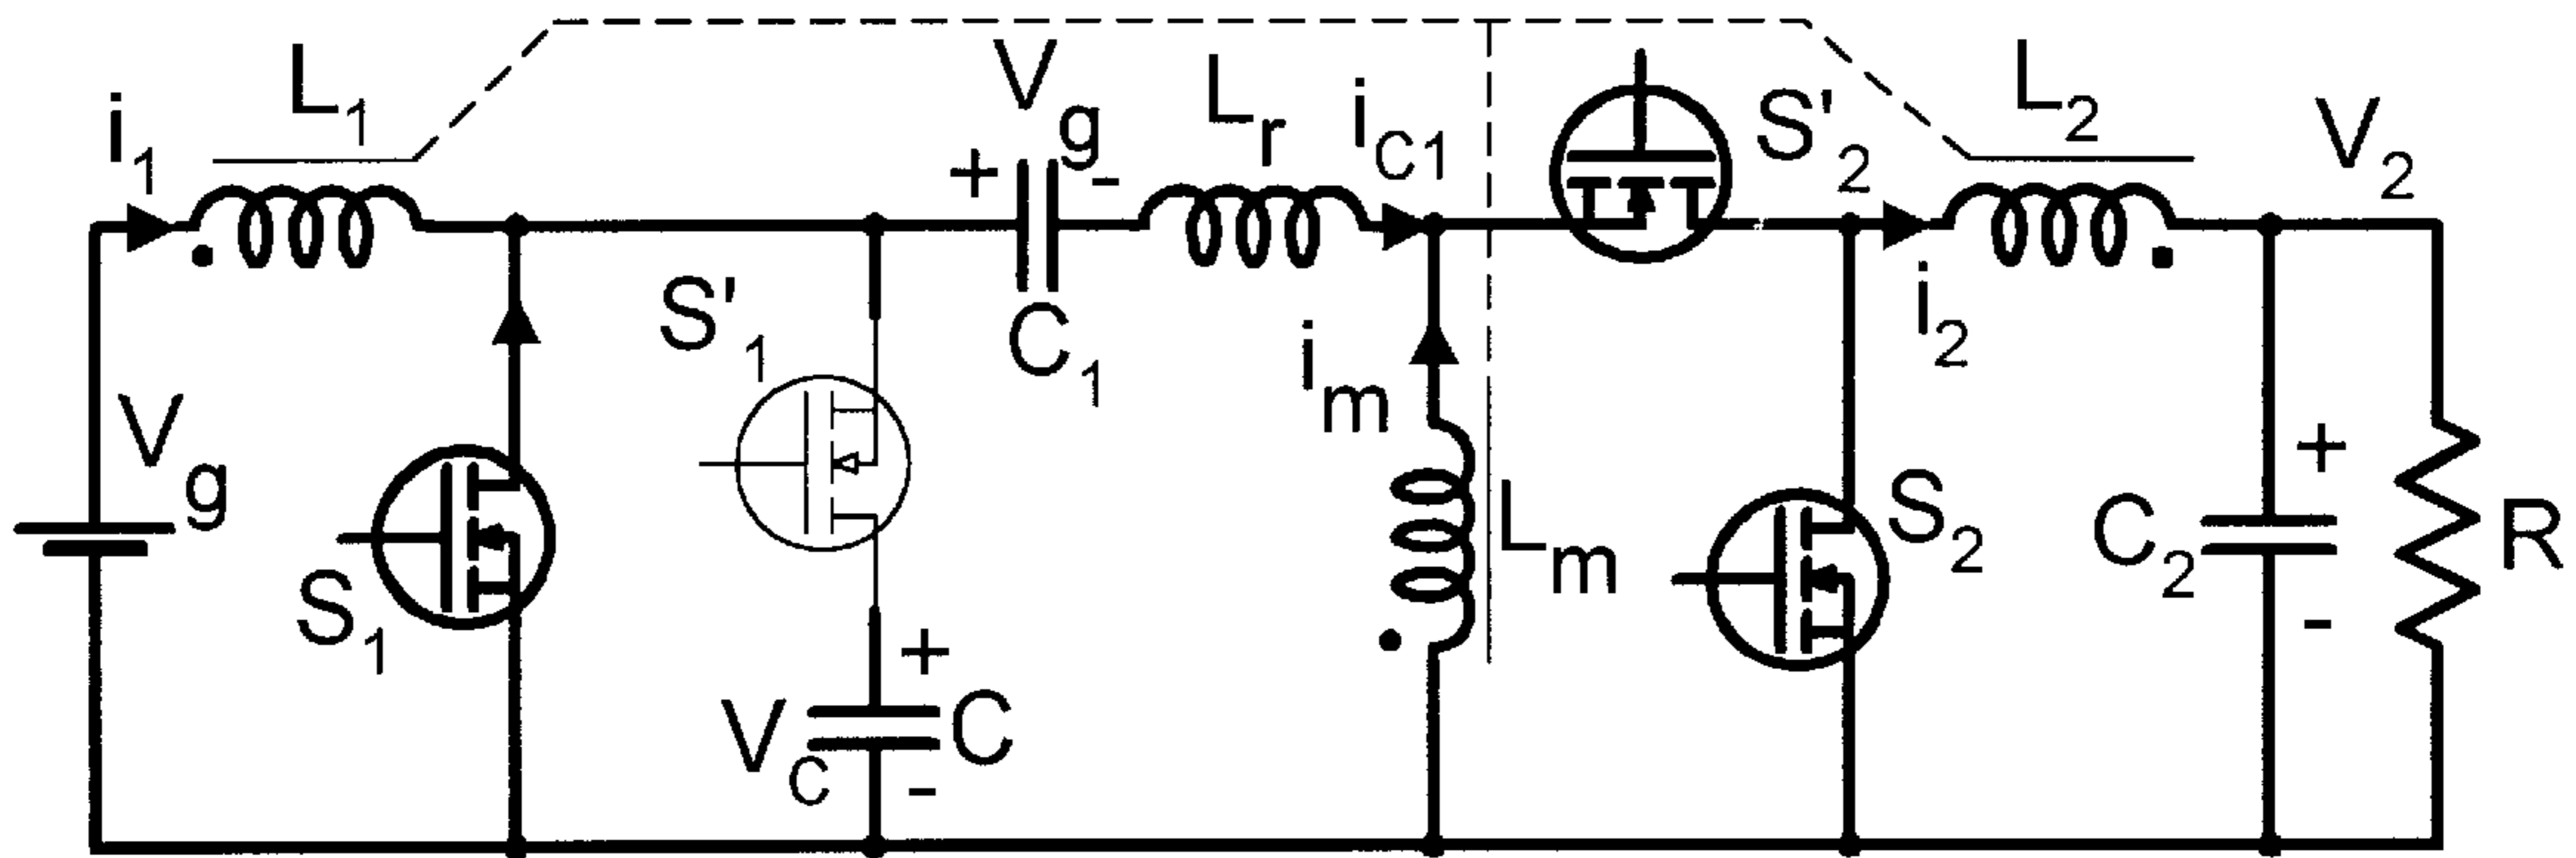 i1
L1
Vg
+
-
Lr
iC1
S'2
L2
V2
S'1
C1
im
i2
Vg
S1
Lm
S2
C2
+
-
R
VC
+
-
C